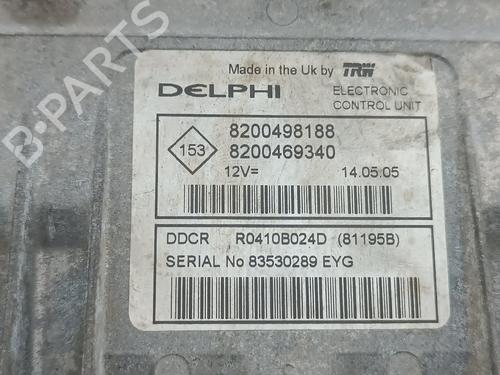 Made in the Uk by TRW
DELPHI ELECTRONIC
CONTROL UNIT
153
8200498188
8200469340
12V= 14.05.05
DDCR R0410B024D (81195B)
SERIAL No 83530289 EYG
B-PARTS